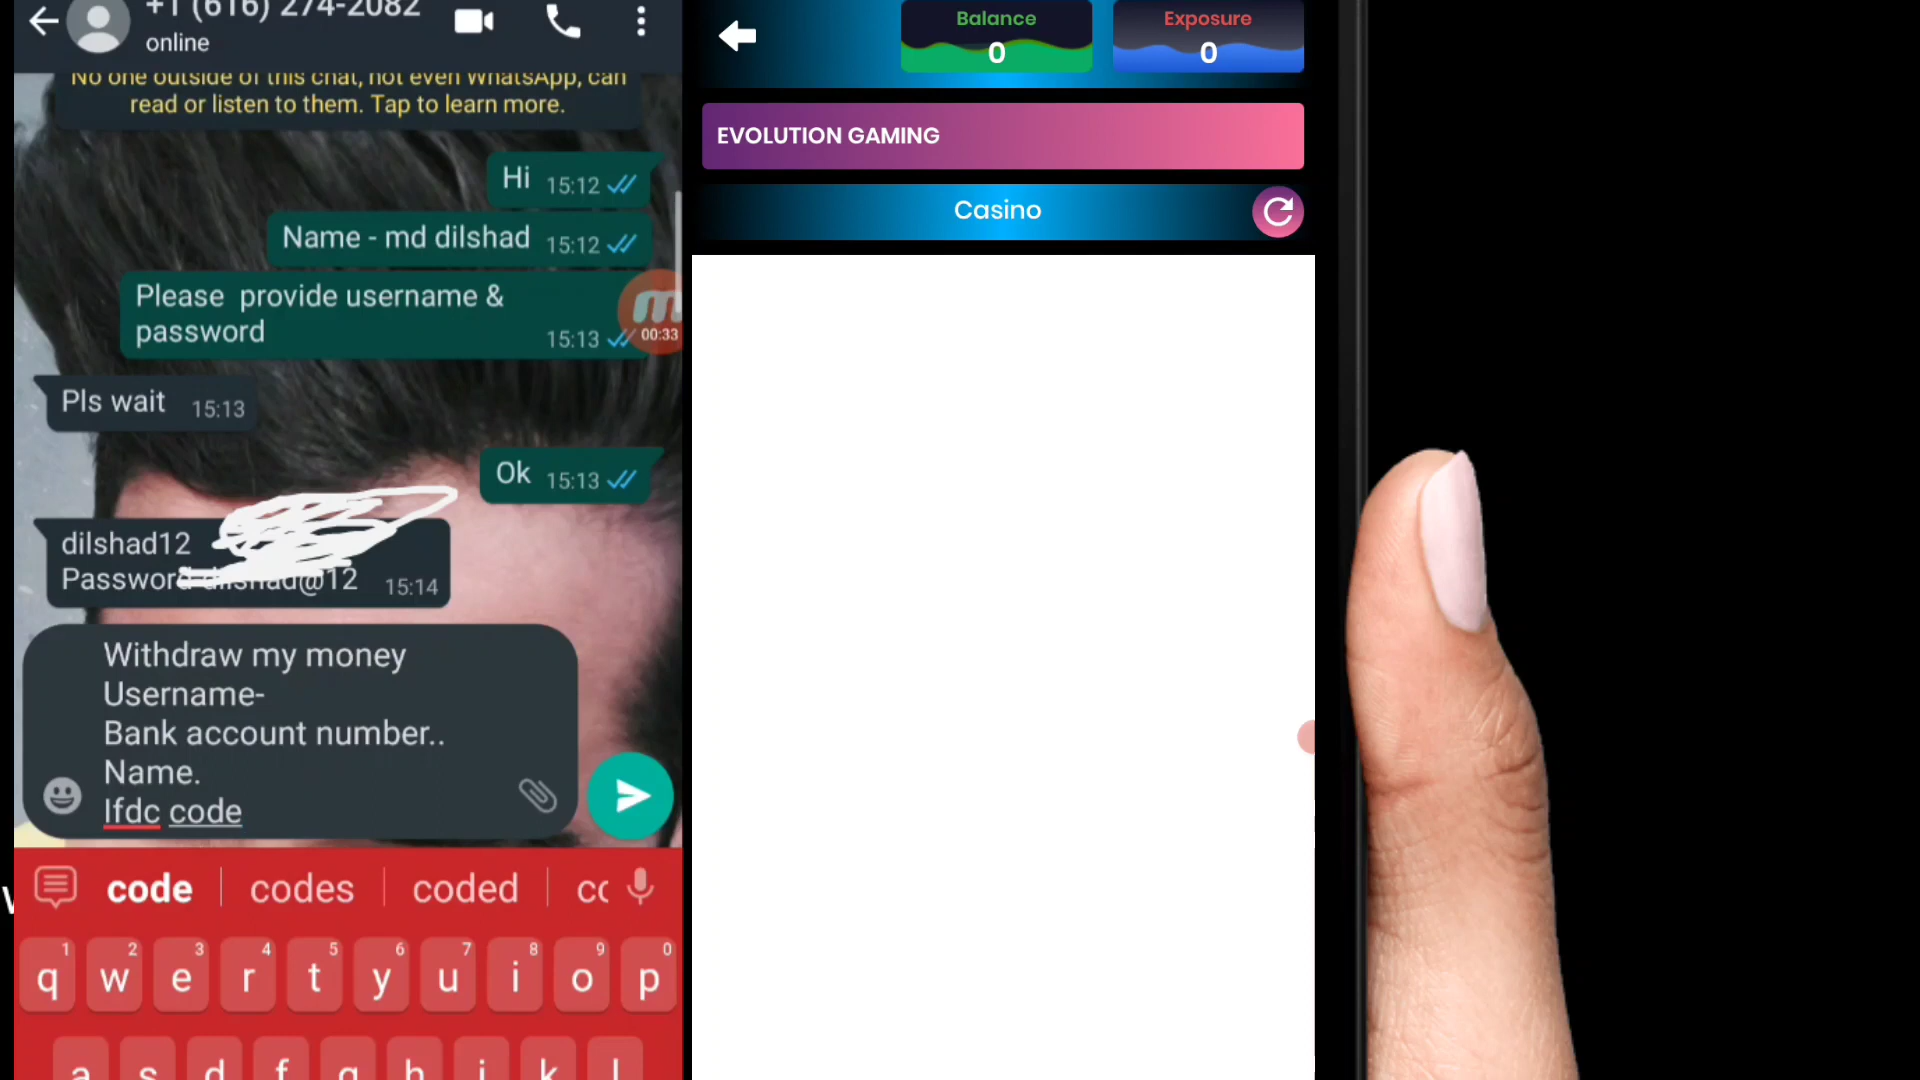 +1 (616) 274-2082
online
No one outside of this chat, not even WhatsApp, can
read or listen to them. Tap to learn more.
Hi 15:12
Name - md dilshad 15:12
Please provide username &
password 15:13
00:33
Pls wait 15:13
Ok 15:13
dilshad12
Password dilshad@12 15:14
Withdraw my money
Username-
Bank account number..
Name.
Ifdc code
code codes coded
1 2 3 4 5 6 7 8 9 0
q w e r t y u i o p
a s d f g h j k l
Balance
0
Exposure
0
EVOLUTION GAMING
Casino